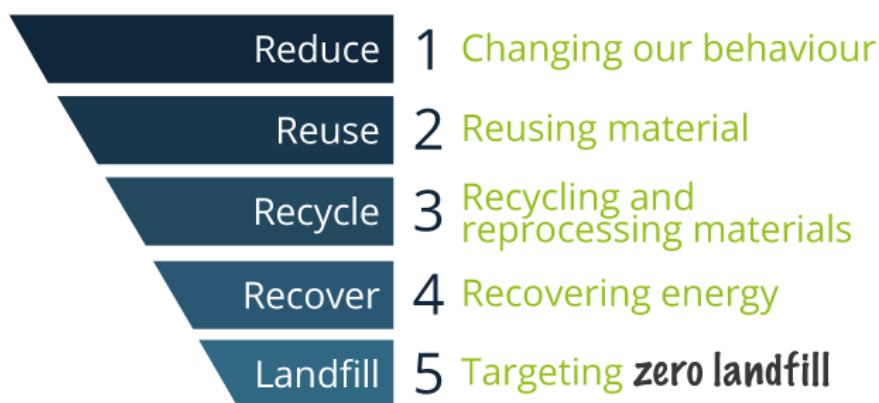 Reduce 1 Changing our behaviour
Reuse 2 Reusing material
Recycle 3 Recycling and
reprocessing materials
Recover 4 Recovering energy
Landfill 5 Targeting zero landfill